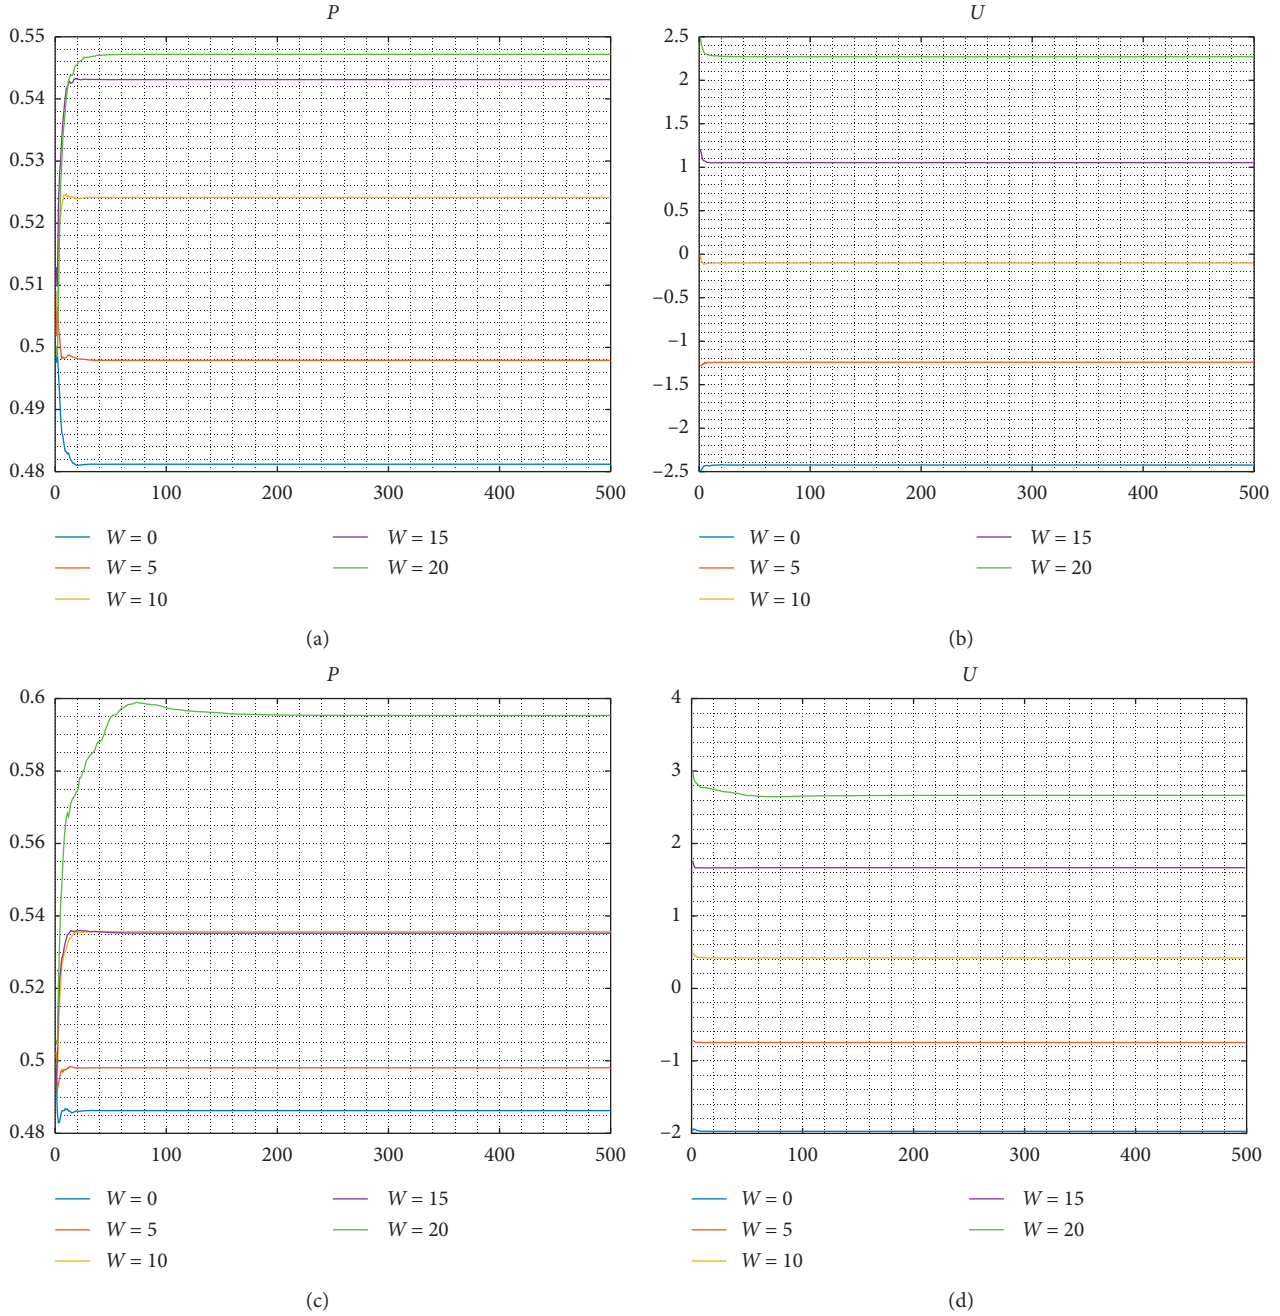 P
0.55
0.54
0.53
0.52
0.51
0.5
0.49
0.48
0 100 200 300 400 500
W = 0 W = 15
W = 5 W = 20
W = 10
(a)
U
2.5
2
1.5
1
0.5
0
−0.5
−1
−1.5
−2
−2.5
0 100 200 300 400 500
W = 0 W = 15
W = 5 W = 20
W = 10
(b)
P
0.6
0.58
0.56
0.54
0.52
0.5
0.48
0 100 200 300 400 500
W = 0 W = 15
W = 5 W = 20
W = 10
(c)
U
4
3
2
1
0
−1
−2
0 100 200 300 400 500
W = 0 W = 15
W = 5 W = 20
W = 10
(d)